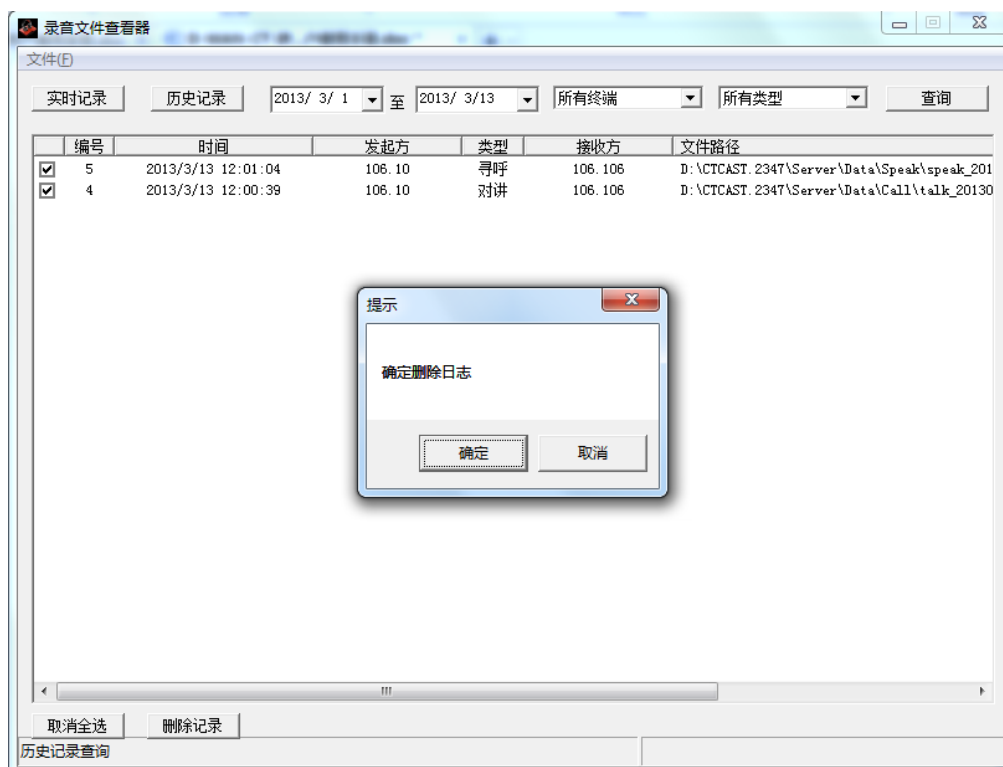 录音文件查看器
文件(F)
实时记录 历史记录 2013/ 3/ 1 至 2013/ 3/13 所有终端 所有类型 查询
编号 时间 发起方 类型 接收方 文件路径
5 2013/3/13 12:01:04 106.10 寻呼 106.106 D:\CTCAST.2347\Server\Data\Speak\speak_201
4 2013/3/13 12:00:39 106.10 对讲 106.106 D:\CTCAST.2347\Server\Data\Call\talk_20130
提示
确定删除日志
确定 取消
取消全选 删除记录
历史记录查询